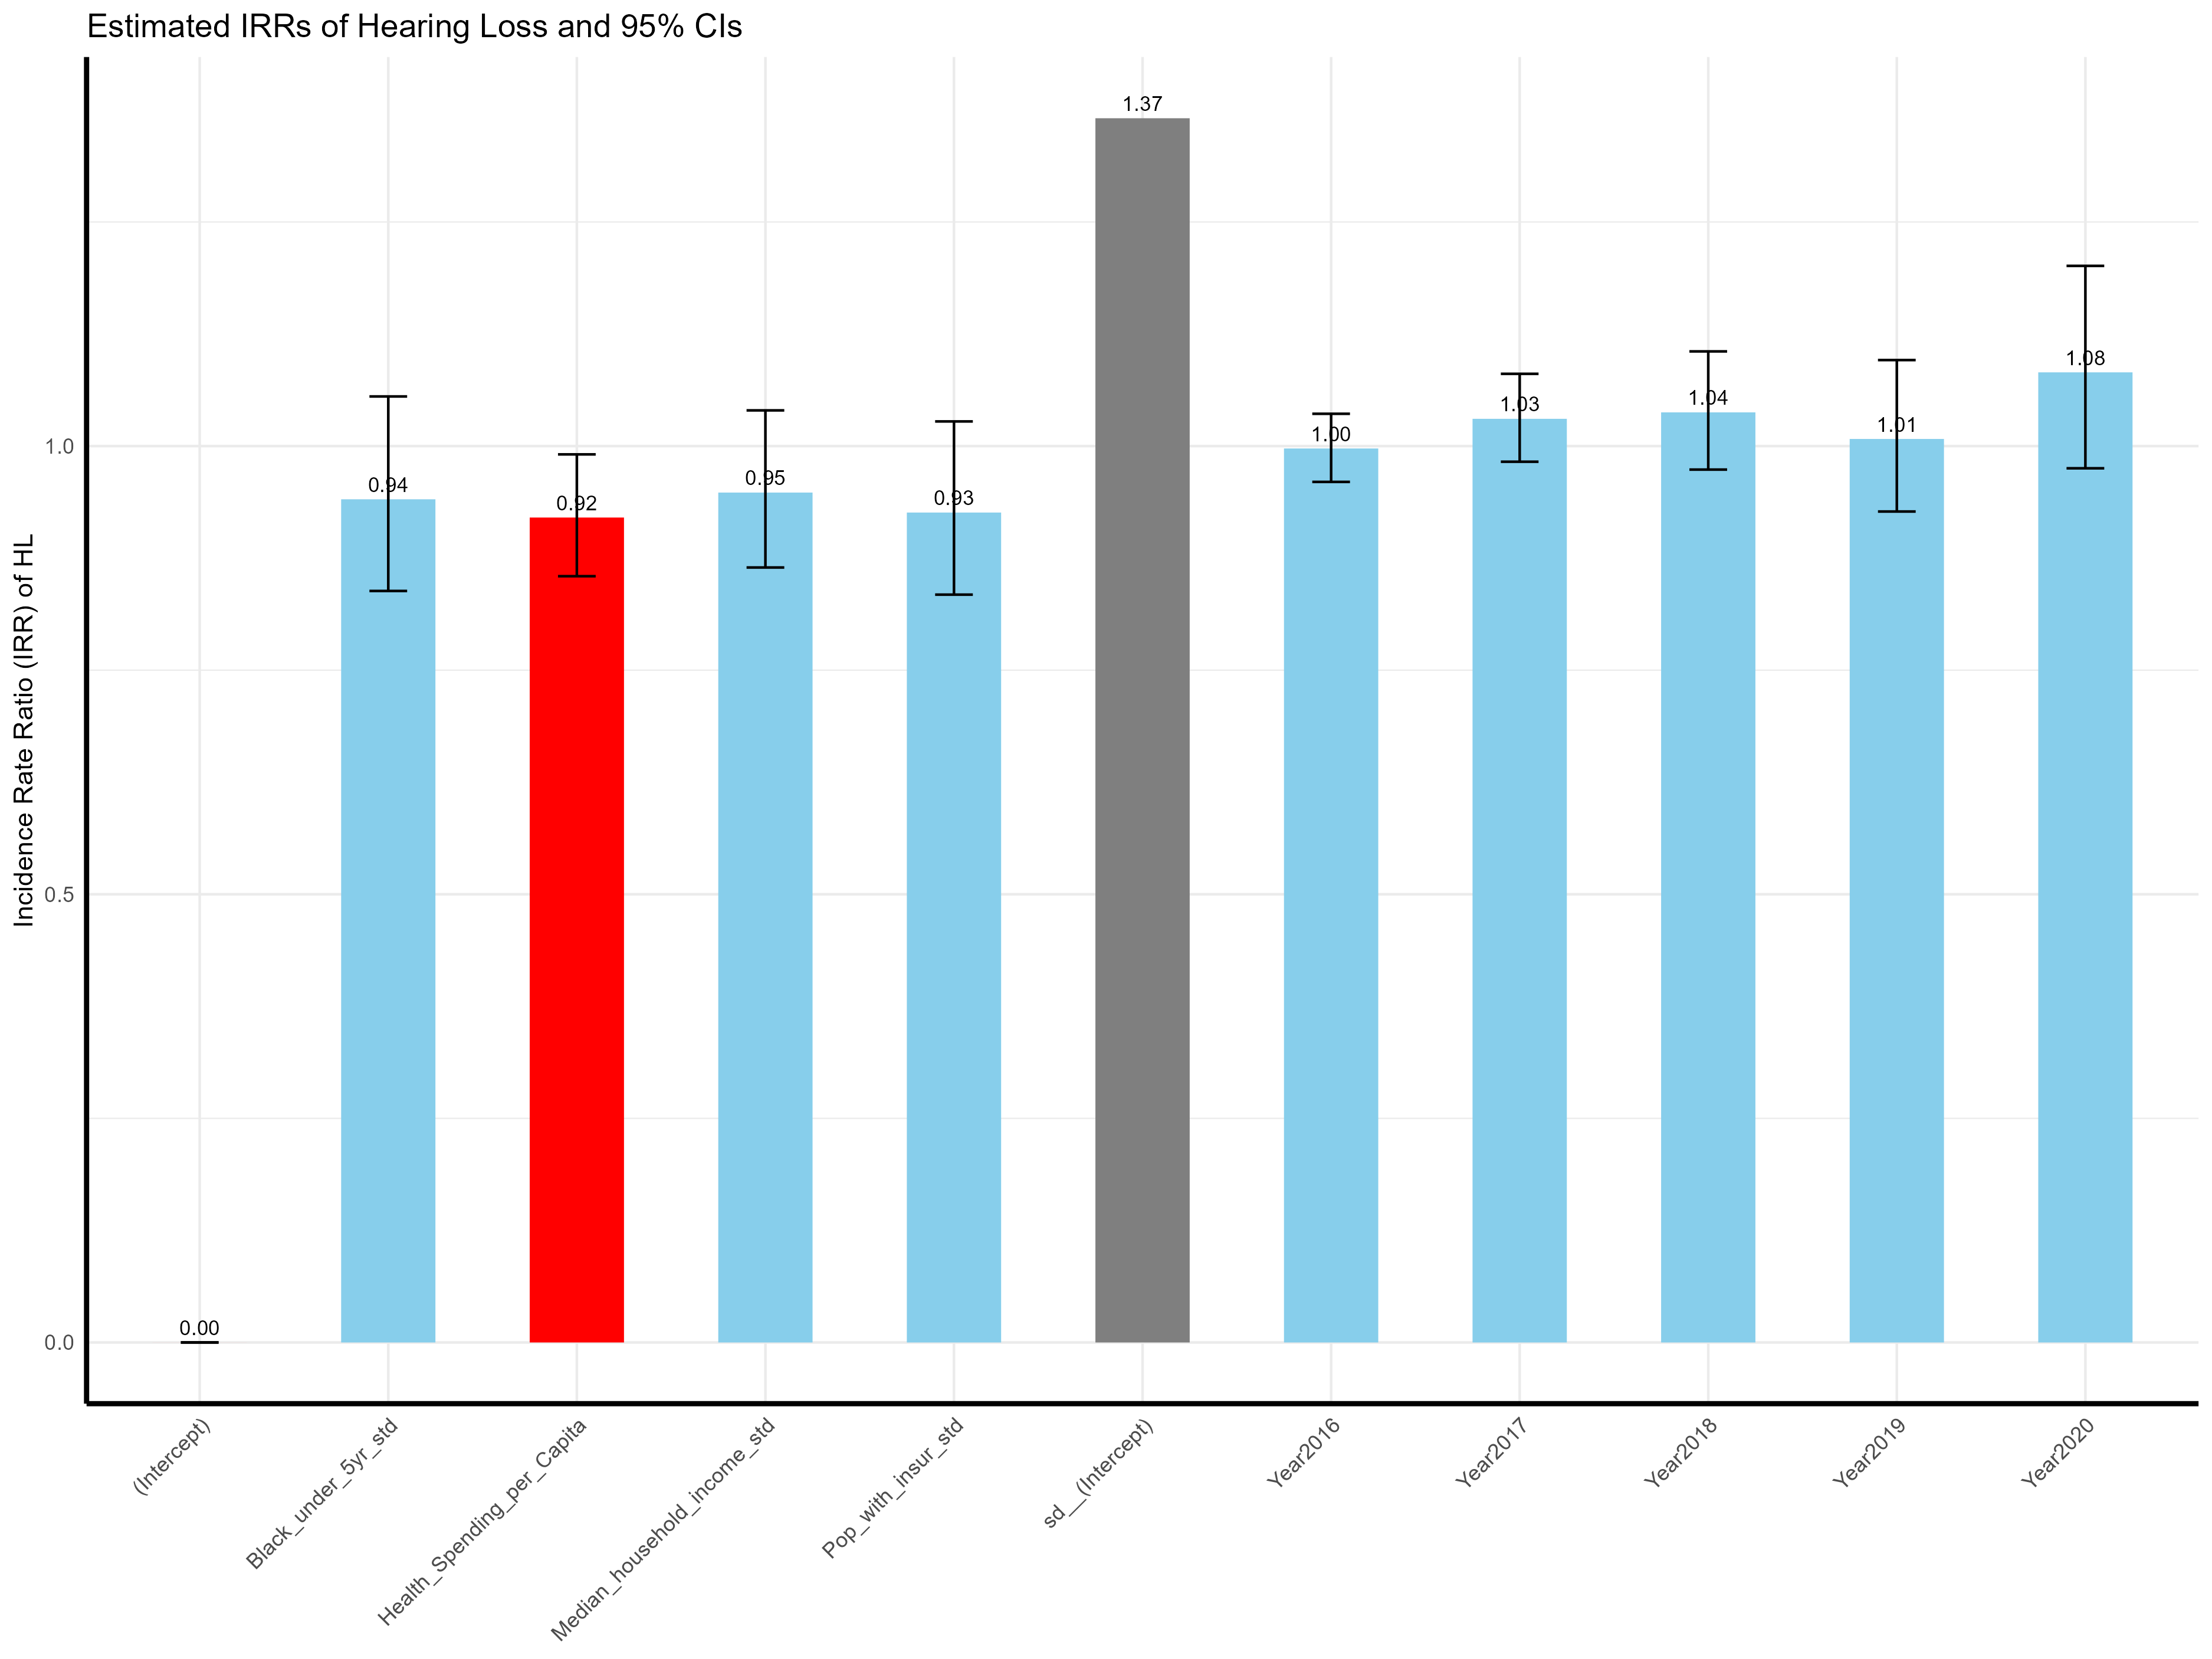 Estimated IRRs of Hearing Loss and 95% CIs
Incidence Rate Ratio (IRR) of HL
1.0
0.5
0.0
0.00
0.94
0.92
0.95
0.93
1.37
1.00
1.03
1.04
1.01
1.08
(Intercept)
Black_under_5yr_std
Health_Spending_per_Capita
Median_household_income_std
Pop_with_insur_std
sd__(Intercept)
Year2016
Year2017
Year2018
Year2019
Year2020